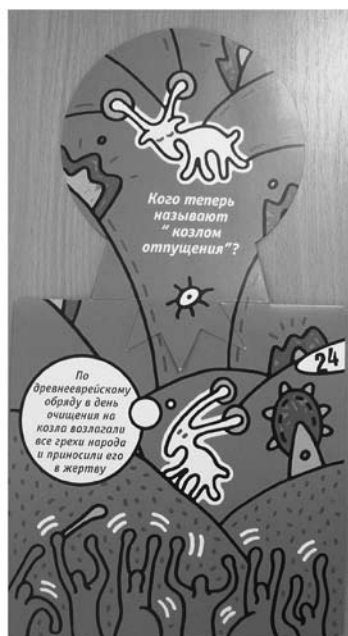 Кого теперь
называют
" козлом
отпущения"?
24
По
древнееврейскому
обряду в день
очищения на
козла возлагали
все грехи народа
и приносили его
в жертву